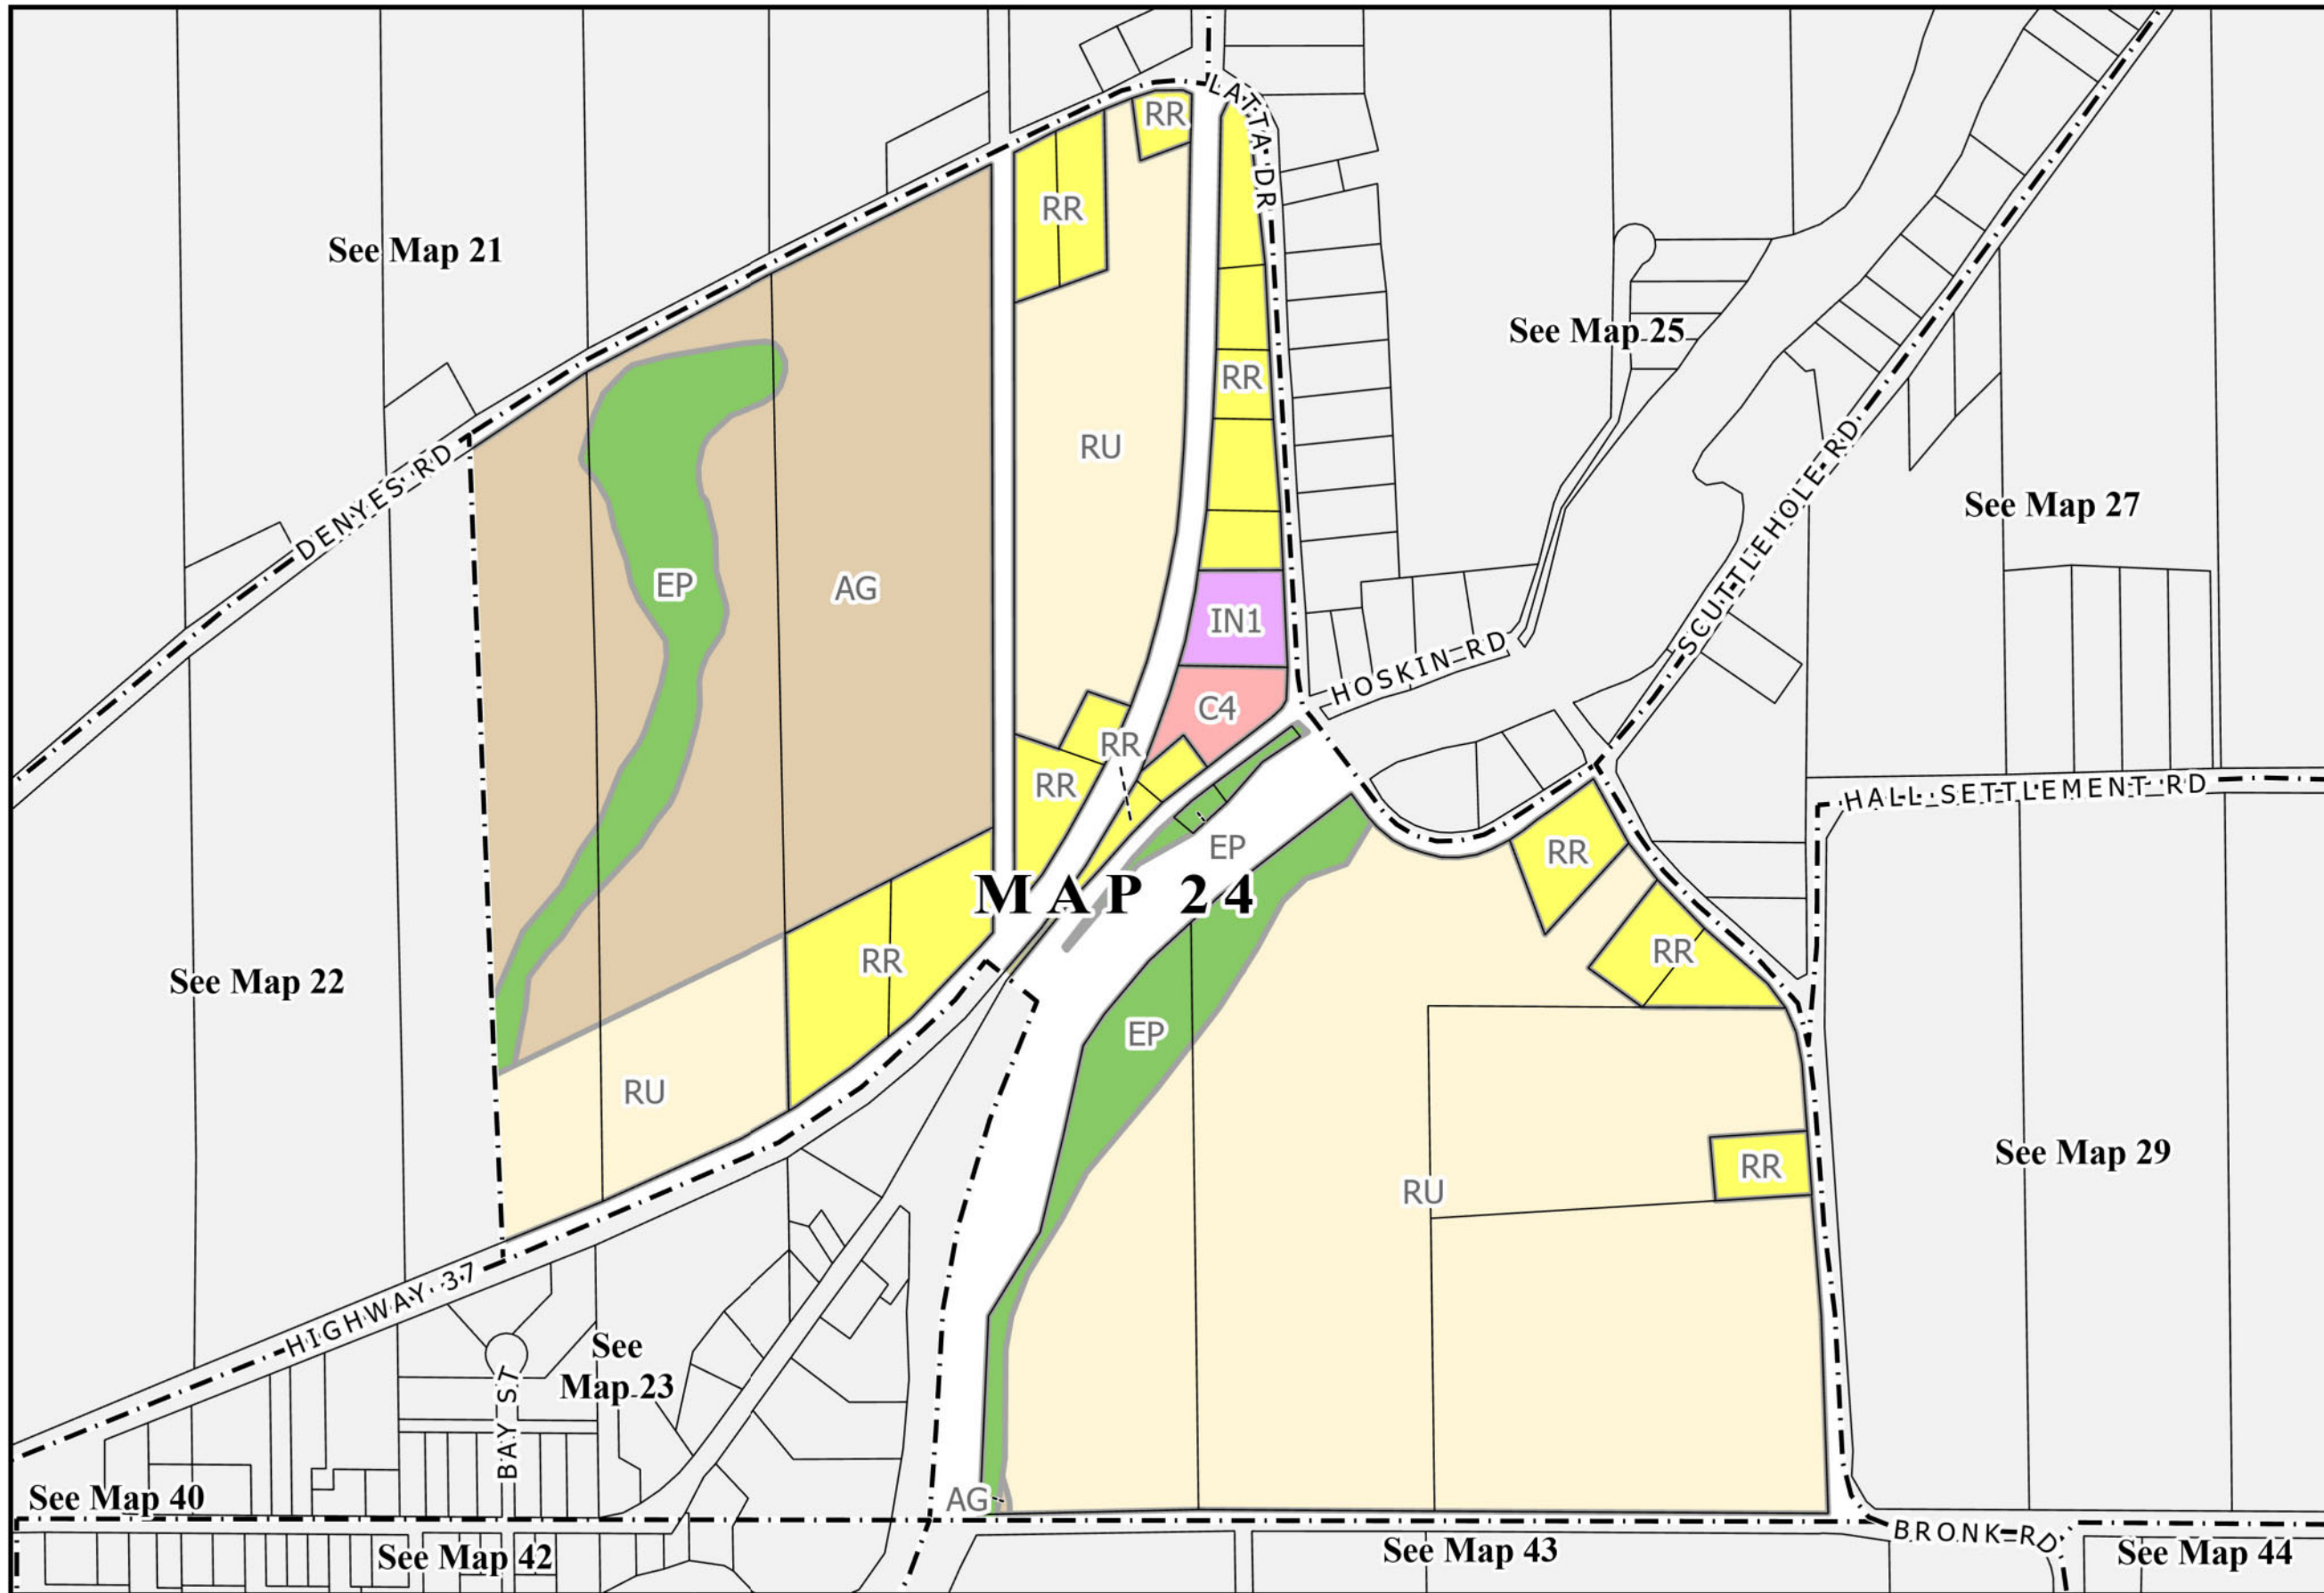 LATTA DR
RR
RR
See Map 21
See Map 25
RR
RU
DENYES RD
SCUTTLEHOLE RD
See Map 27
EP
AG
IN1
HOSKIN RD
C4
RR
RR
HALL SETTLEMENT RD
EP
RR
MAP 24
RR
RR
See Map 22
EP
RU
See Map 29
RR
RU
HIGHWAY 37
See
Map 23
BAY ST
See Map 40
AG
BRONK RD
See Map 42
See Map 43
See Map 44